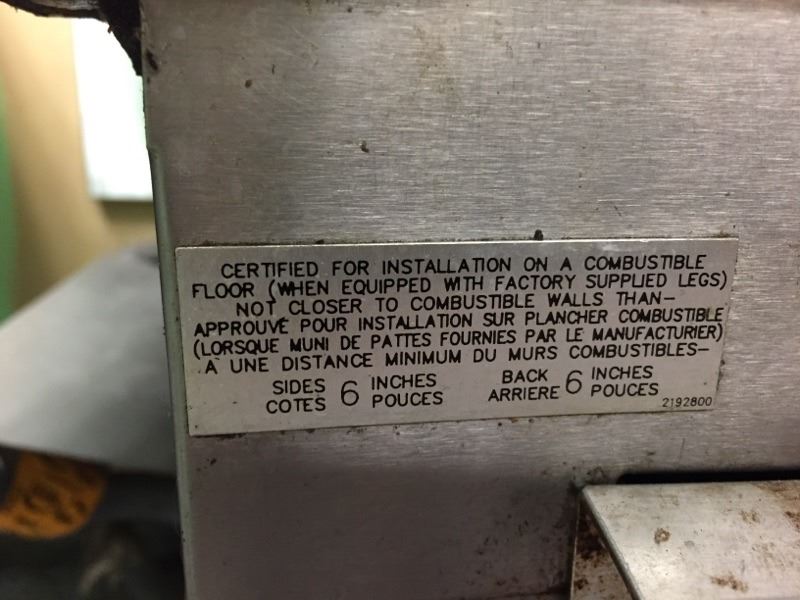 CERTIFIED FOR INSTALLATION ON A COMBUSTIBLE
FLOOR (WHEN EQUIPPED WITH FACTORY SUPPLIED LEGS)
NOT CLOSER TO COMBUSTIBLE WALLS THAN—
APPROUVÉ POUR INSTALLATION SUR PLANCHER COMBUSTIBLE
(LORSQUE MUNI DE PATTES FOURNIES PAR LE MANUFACTURIER)
A UNE DISTANCE MINIMUM DU MURS COMBUSTIBLES—
SIDES 6 INCHES BACK 6 INCHES
COTES POUCES ARRIERE POUCES
2192800